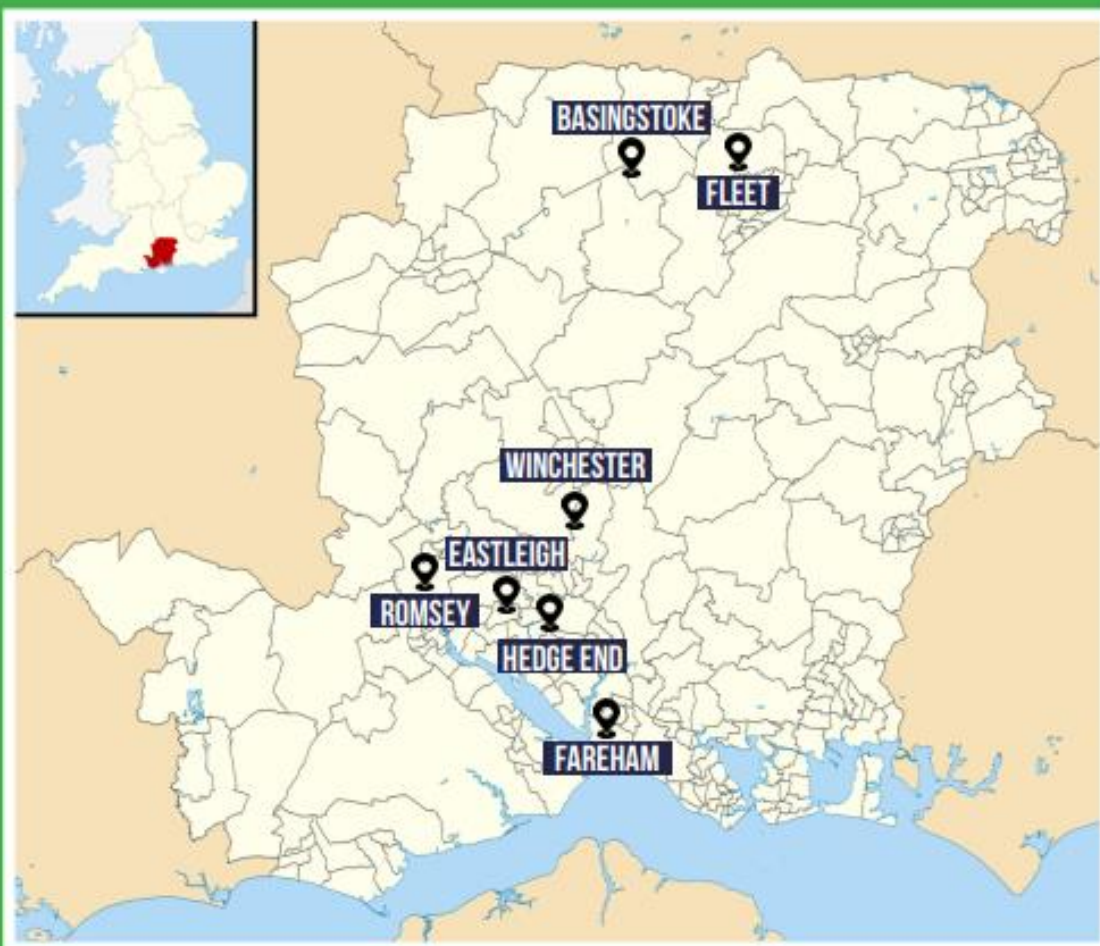 BASINGSTOKE
FLEET
WINCHESTER
EASTLEIGH
ROMSEY
HEDGE END
FAREHAM